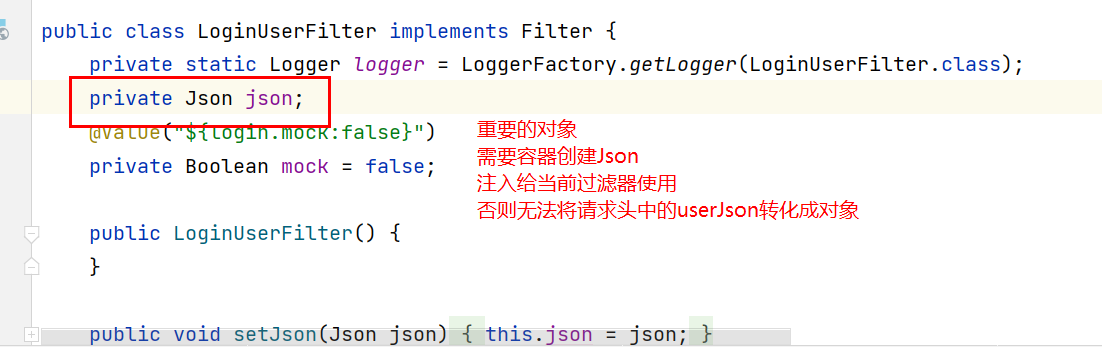 public class LoginUserFilter implements Filter {
private static Logger logger = LoggerFactory.getLogger(LoginUserFilter.class);
private Json json;
@Value("${login.mock:false}")
重要的对象
private Boolean mock = false;
需要容器创建Json
注入给当前过滤器使用
否则无法将请求头中的userJson转化成对象
public LoginUserFilter() {
}
public void setJson(Json json) { this.json = json; }